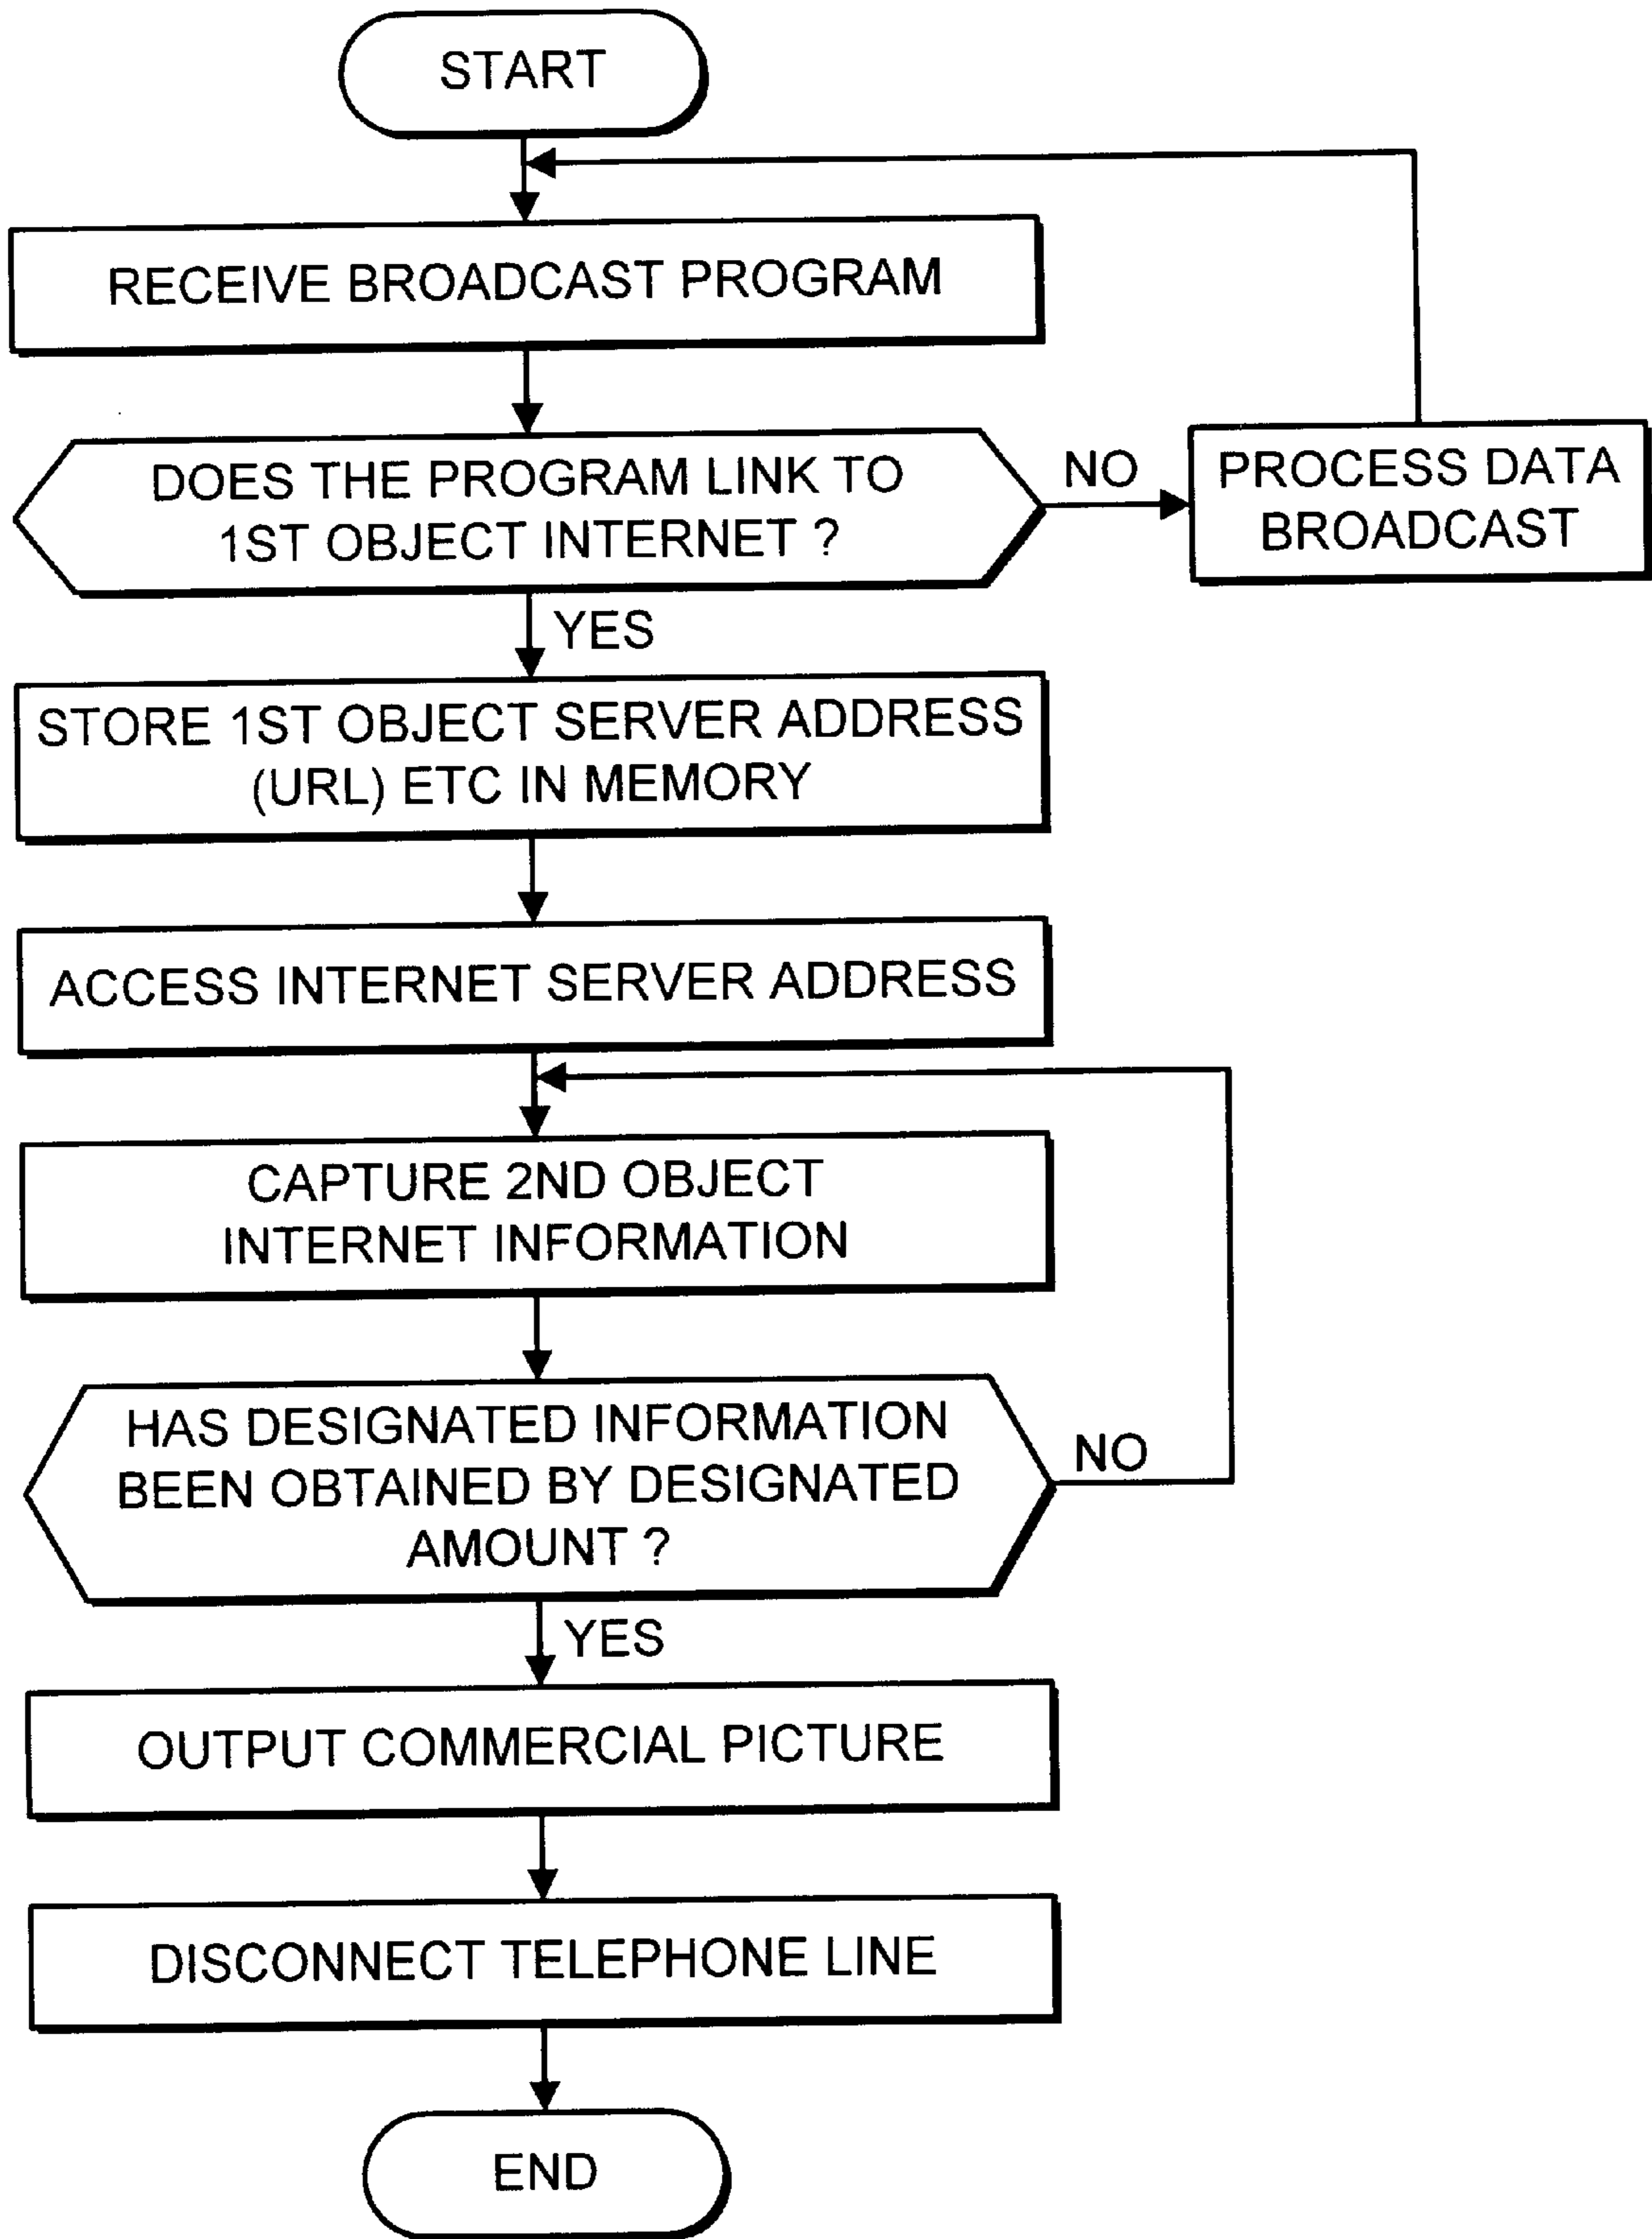 START
RECEIVE BROADCAST PROGRAM
DOES THE PROGRAM LINK TO
1ST OBJECT INTERNET ?
NO
PROCESS DATA
BROADCAST
YES
STORE 1ST OBJECT SERVER ADDRESS
(URL) ETC IN MEMORY
ACCESS INTERNET SERVER ADDRESS
CAPTURE 2ND OBJECT
INTERNET INFORMATION
HAS DESIGNATED INFORMATION
BEEN OBTAINED BY DESIGNATED
AMOUNT ?
NO
YES
OUTPUT COMMERCIAL PICTURE
DISCONNECT TELEPHONE LINE
END